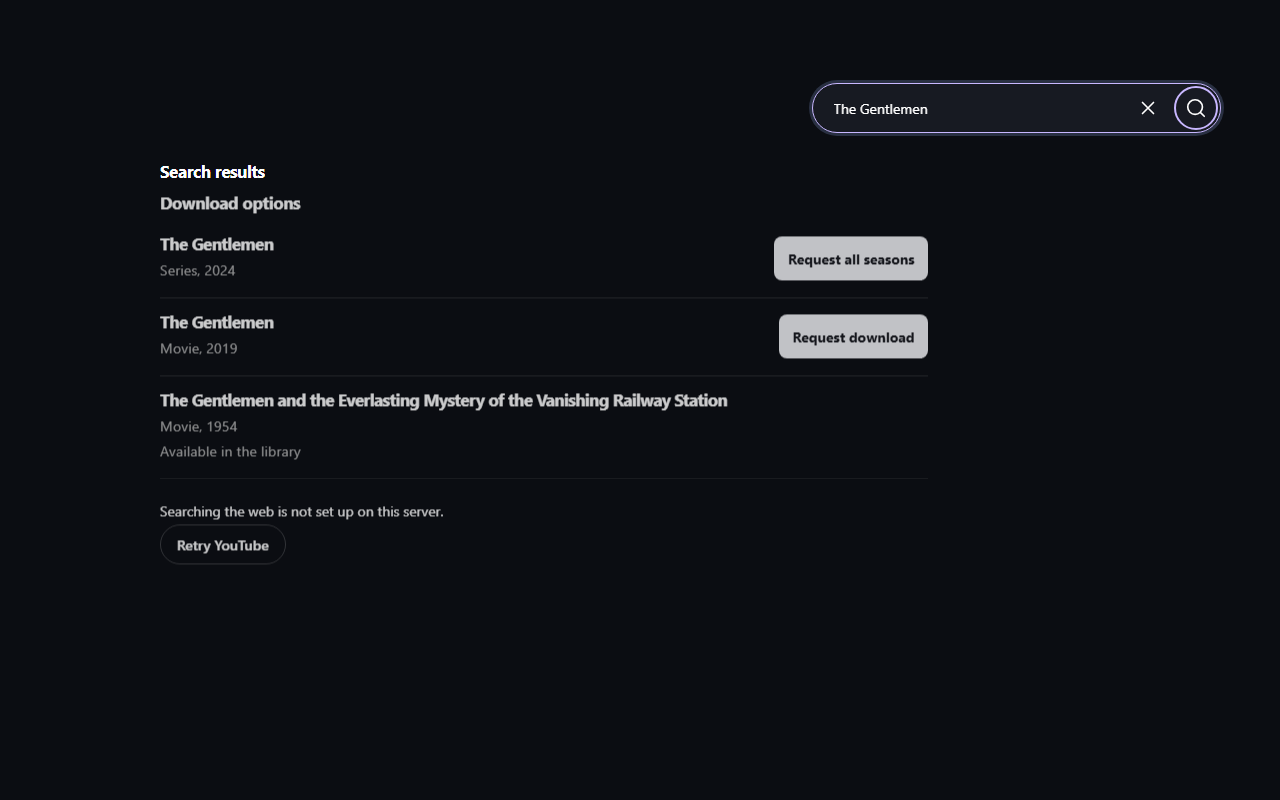 The Gentlemen
Search results
Download options
The Gentlemen
Series, 2024
Request all seasons
The Gentlemen
Movie, 2019
Request download
The Gentlemen and the Everlasting Mystery of the Vanishing Railway Station
Movie, 1954
Available in the library
Searching the web is not set up on this server.
Retry YouTube